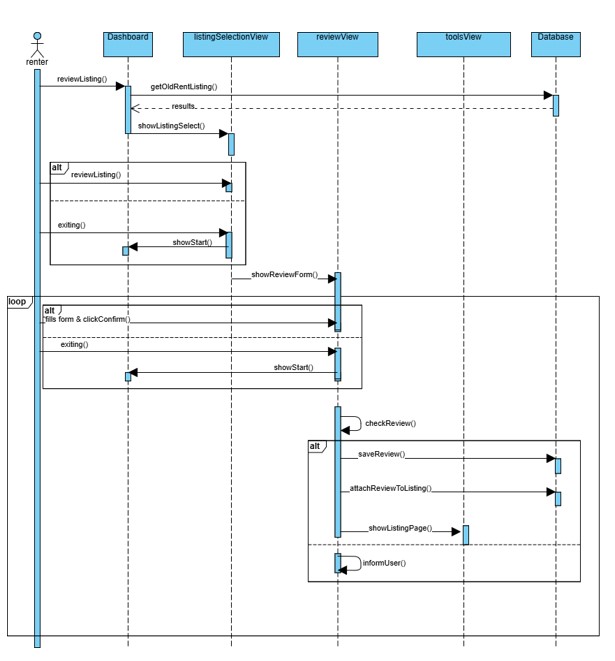 Dashboard
listingSelectionView
reviewView
toolsView
Database
renter
reviewListing()
getOldRentListing()
results
showListingSelect()
alt
reviewListing()
exiting()
showStart()
showReviewForm()
loop
alt
fills form & clickConfirm()
exiting()
showStart()
checkReview()
alt
saveReview()
attachReviewToListing()
showListingPage()
informUser()